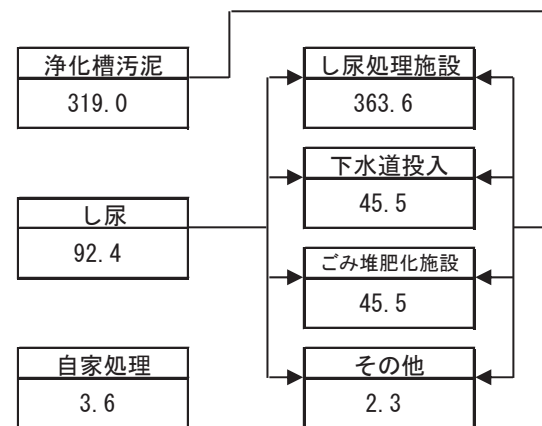 浄化槽汚泥
319.0
し尿
92.4
自家処理
3.6
し尿処理施設
363.6
下水道投入
45.5
ごみ堆肥化施設
45.5
その他
2.3